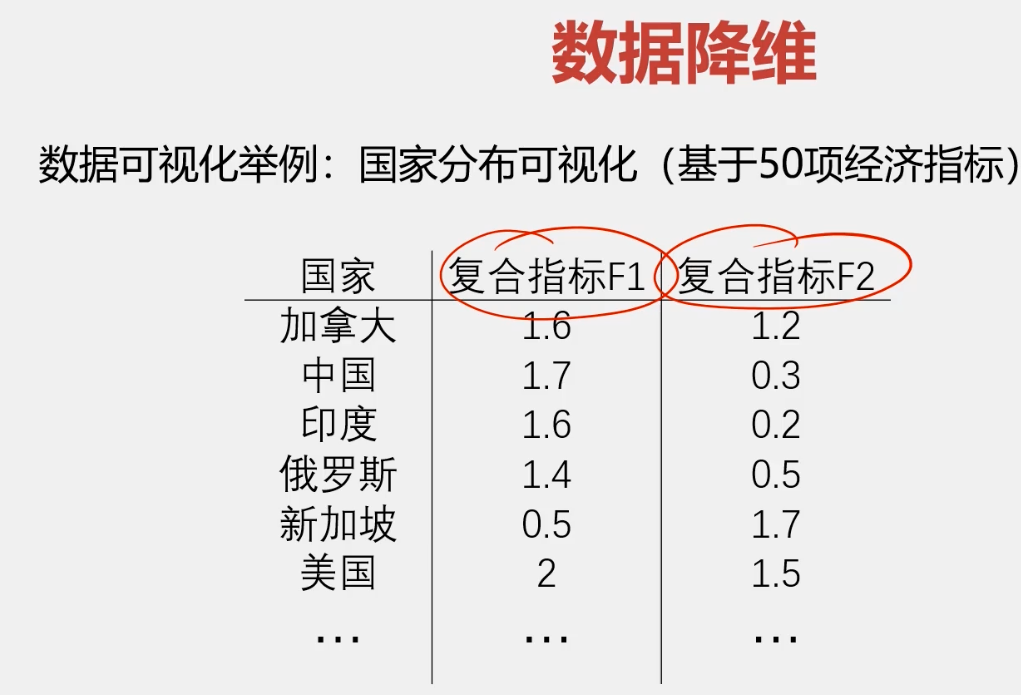 数据降维
数据可视化举例：国家分布可视化（基于50项经济指标）
国家 复合指标F1 复合指标F2
加拿大 1.6 1.2
中国 1.7 0.3
印度 1.6 0.2
俄罗斯 1.4 0.5
新加坡 0.5 1.7
美国 2 1.5
… … …